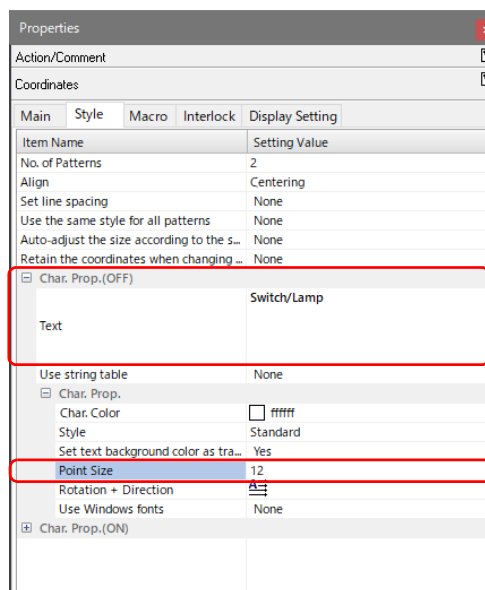 Properties
Action/Comment
Coordinates
Main Style Macro Interlock Display Setting
Item Name Setting Value
No. of Patterns 2
Align Centering
Set line spacing None
Use the same style for all patterns None
Auto-adjust the size according to the s... None
Retain the coordinates when changing ... None
Char. Prop.(OFF)
Text Switch/Lamp
Use string table None
Char. Prop.
Char. Color ffffff
Style Standard
Set text background color as tra... Yes
Point Size 12
Rotation + Direction A
Use Windows fonts None
Char. Prop.(ON)